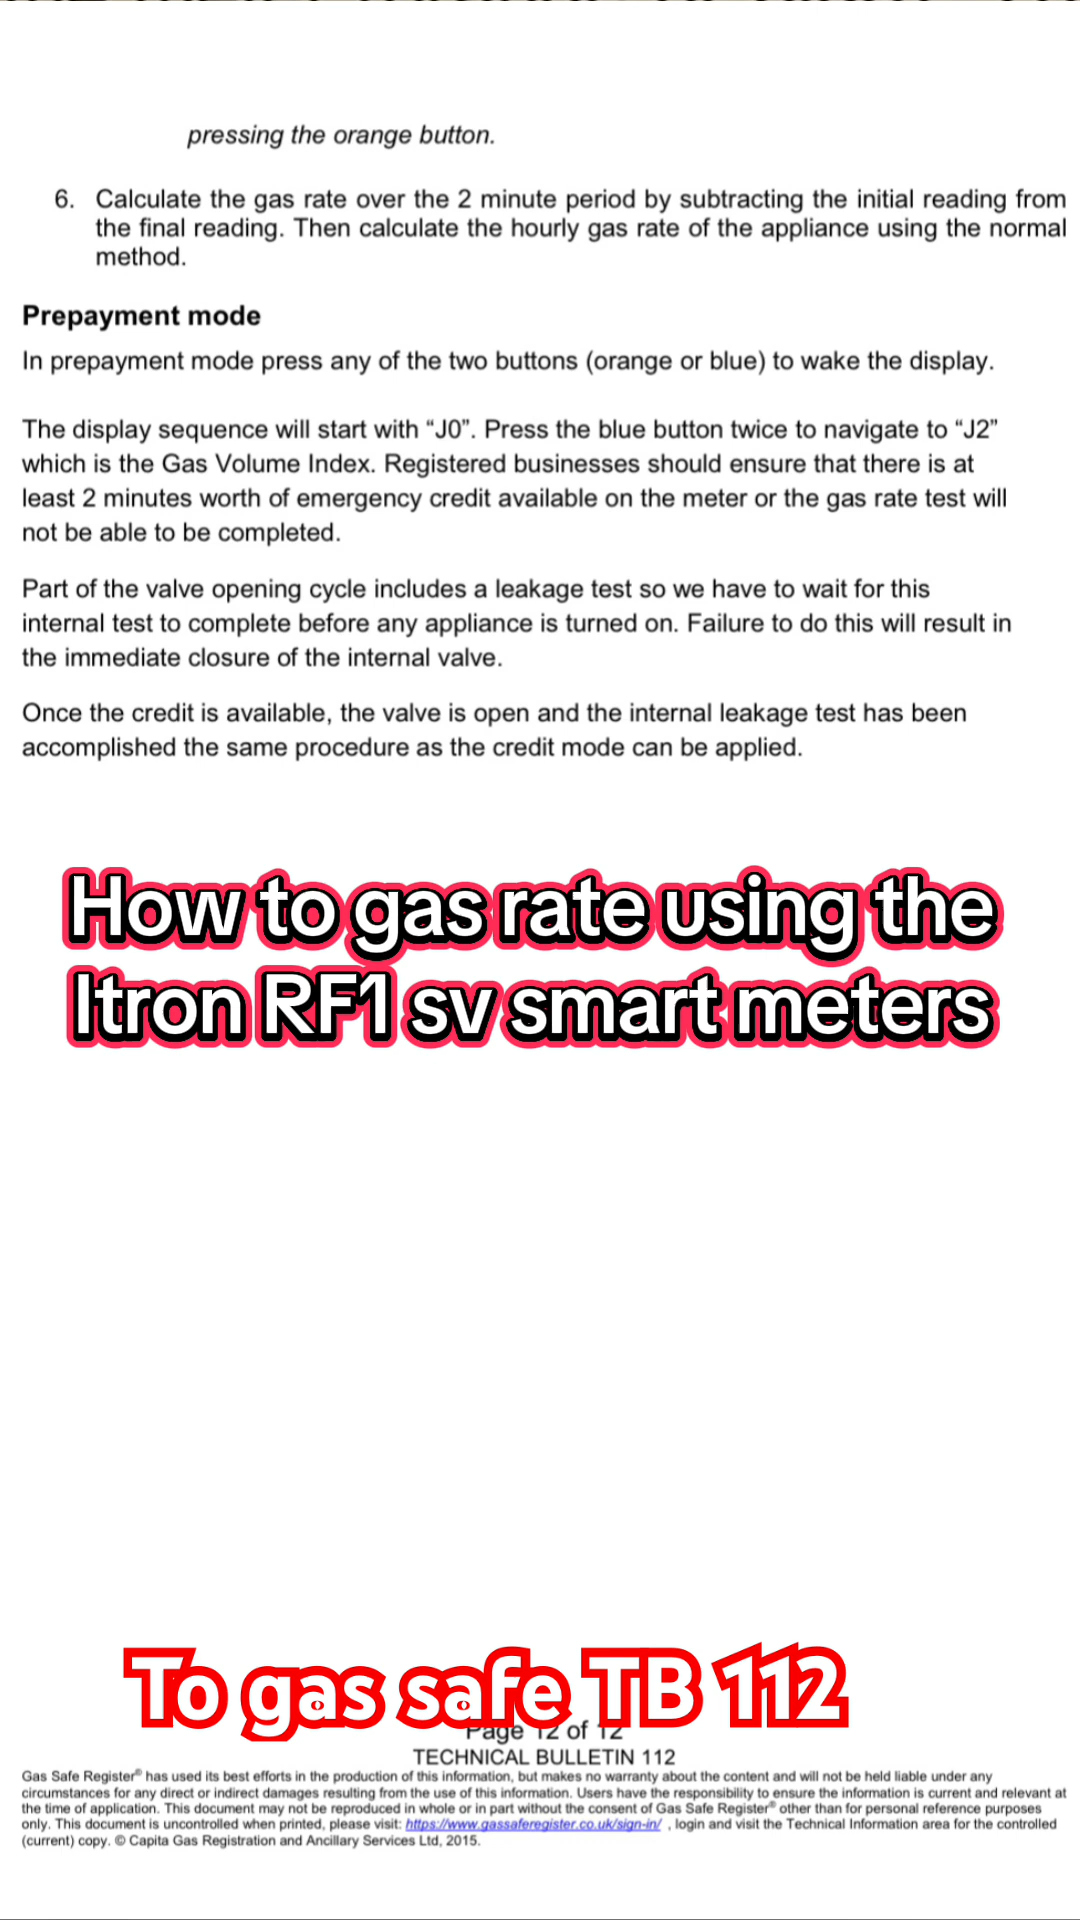 pressing the orange button.
6. Calculate the gas rate over the 2 minute period by subtracting the initial reading from
the final reading. Then calculate the hourly gas rate of the appliance using the normal
method.
Prepayment mode
In prepayment mode press any of the two buttons (orange or blue) to wake the display.
The display sequence will start with “J0”. Press the blue button twice to navigate to “J2”
which is the Gas Volume Index. Registered businesses should ensure that there is at
least 2 minutes worth of emergency credit available on the meter or the gas rate test will
not be able to be completed.
Part of the valve opening cycle includes a leakage test so we have to wait for this
internal test to complete before any appliance is turned on. Failure to do this will result in
the immediate closure of the internal valve.
Once the credit is available, the valve is open and the internal leakage test has been
accomplished the same procedure as the credit mode can be applied.
How to gas rate using the
Itron RF1 sv smart meters
To gas safe TB 112
Page 12 of 12
TECHNICAL BULLETIN 112
Gas Safe Register® has used its best efforts in the production of this information, but makes no warranty about the content and will not be held liable under any
circumstances for any direct or indirect damages resulting from the use of this information. Users have the responsibility to ensure the information is current and relevant at
the time of application. This document may not be reproduced in whole or in part without the consent of Gas Safe Register® other than for personal reference purposes
only. This document is uncontrolled when printed, please visit: https://www.gassaferegister.co.uk/sign-in/ , login and visit the Technical Information area for the controlled
(current) copy. © Capita Gas Registration and Ancillary Services Ltd, 2015.